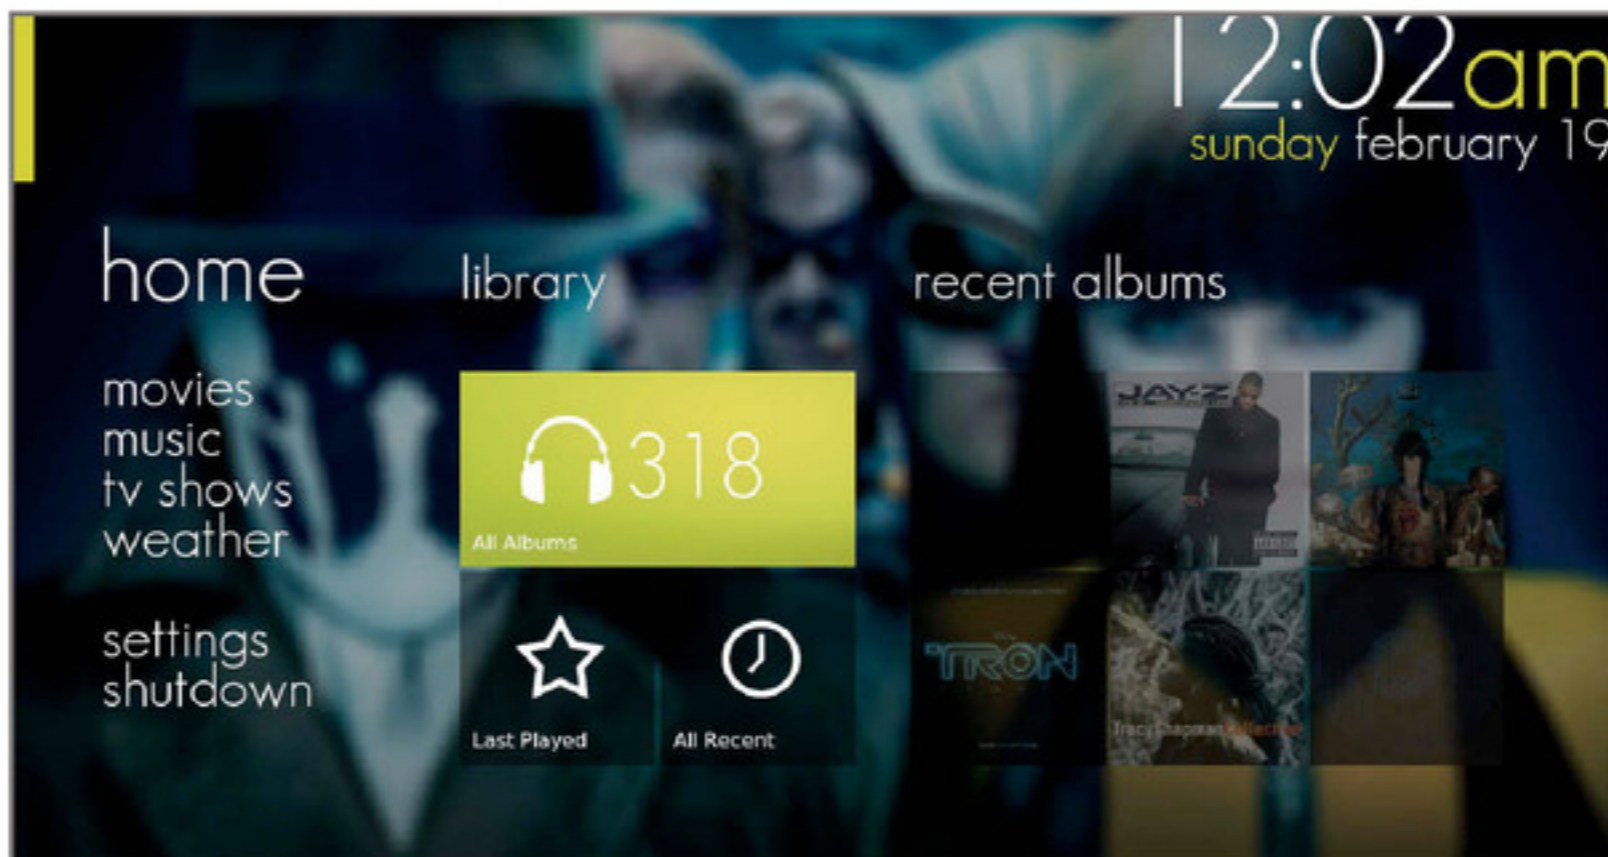 12:02am
sunday february 19
home
library
recent albums
movies
music
tv shows
weather
settings
shutdown
318
All Albums
Last Played
All Recent
JAY-Z
TRON
Tracy Chapman Collection